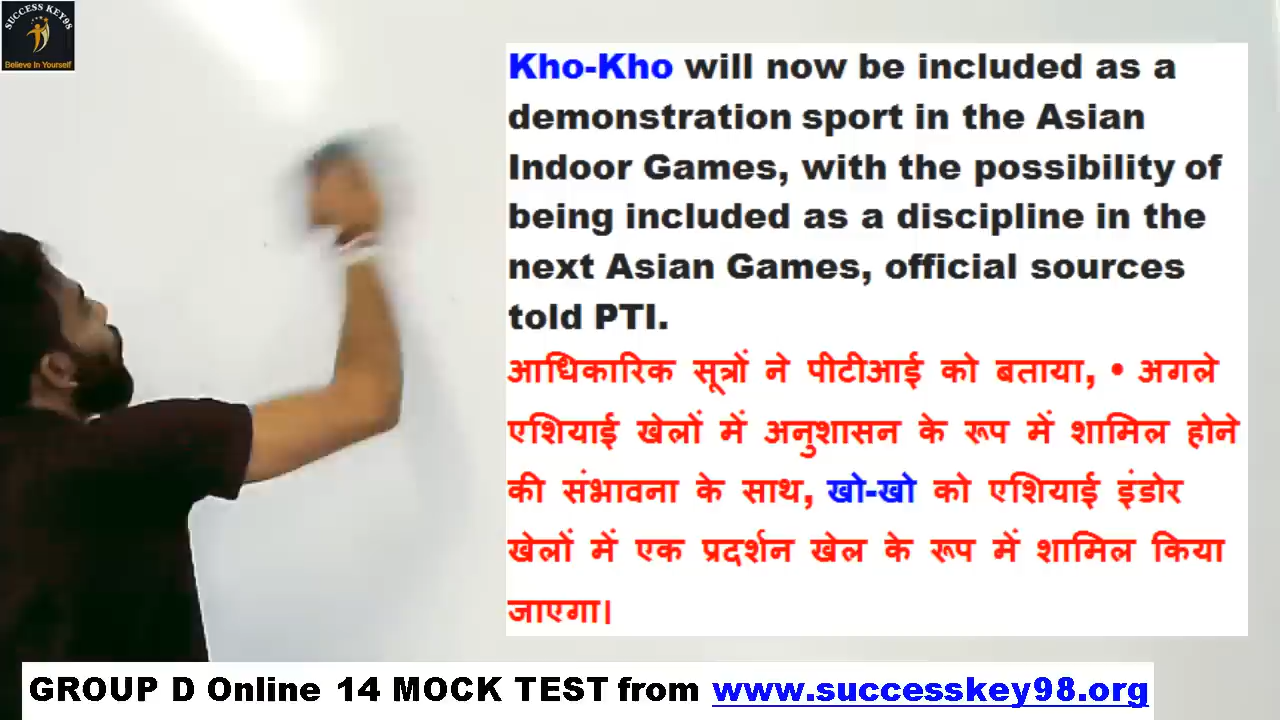 SUCCESS KEY98
Believe In Yourself
Kho-Kho will now be included as a
demonstration sport in the Asian
Indoor Games, with the possibility of
being included as a discipline in the
next Asian Games, official sources
told PTI.
आधिकारिक सूत्रों ने पीटीआई को बताया, • अगले
एशियाई खेलों में अनुशासन के रूप में शामिल होने
की संभावना के साथ, खो-खो को एशियाई इंडोर
खेलों में एक प्रदर्शन खेल के रूप में शामिल किया
जाएगा।
GROUP D Online 14 MOCK TEST from www.successkey98.org